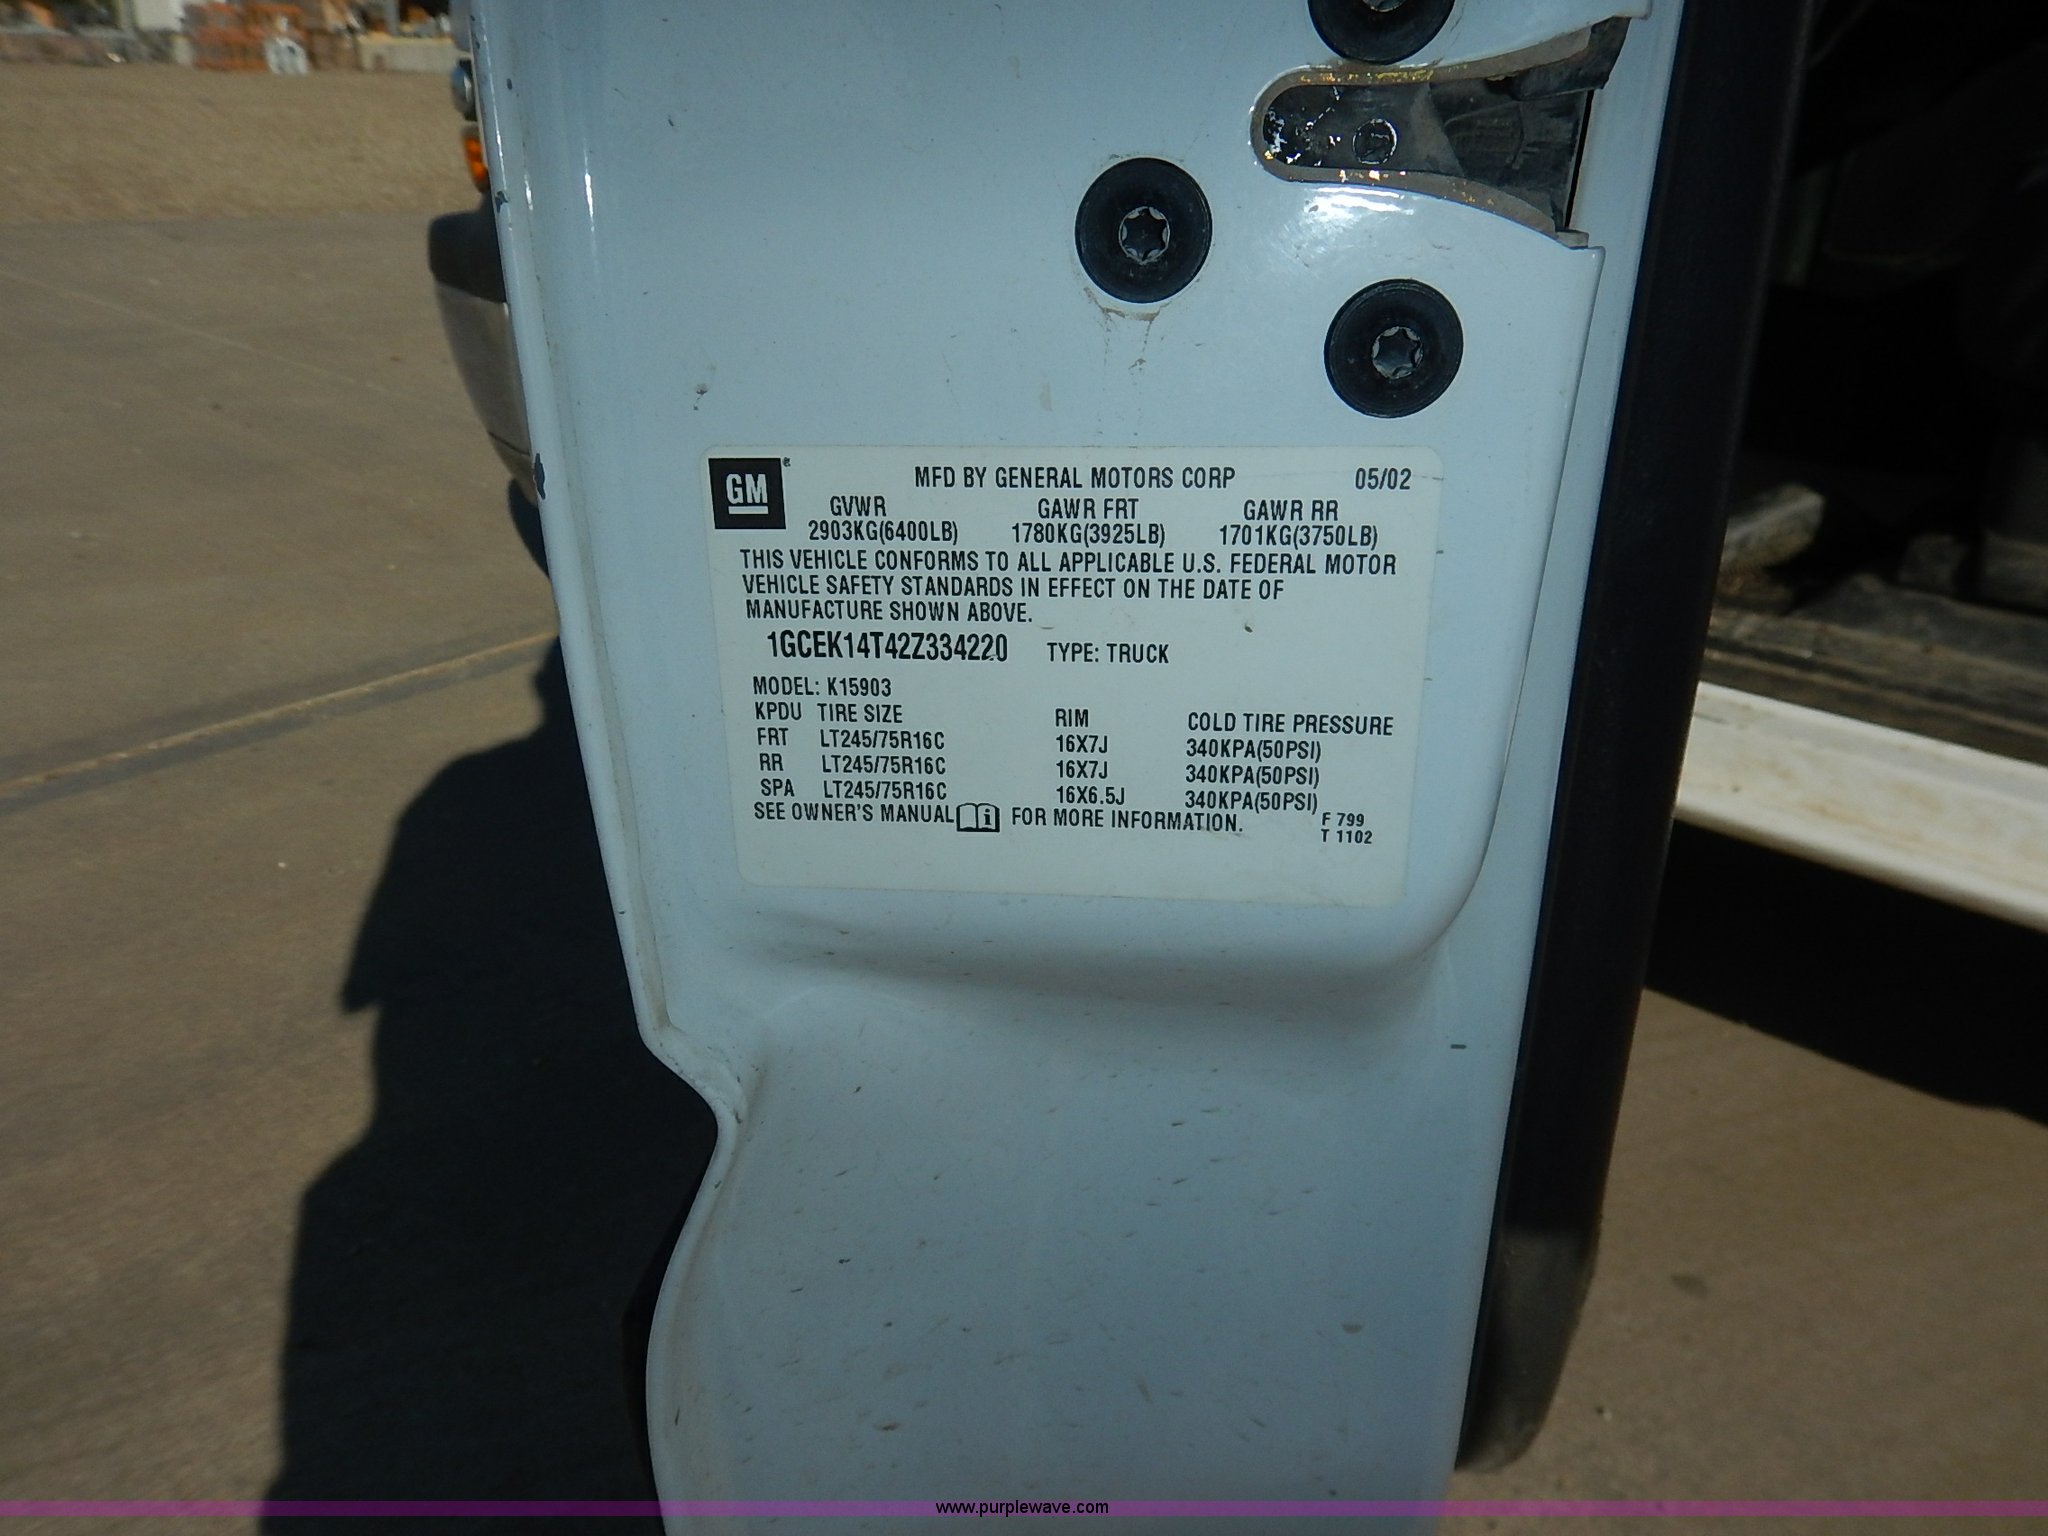 GM
MFD BY GENERAL MOTORS CORP 05/02
GVWR GAWR FRT GAWR RR
2903KG(6400LB) 1780KG(3925LB) 1701KG(3750LB)
THIS VEHICLE CONFORMS TO ALL APPLICABLE U.S. FEDERAL MOTOR
VEHICLE SAFETY STANDARDS IN EFFECT ON THE DATE OF
MANUFACTURE SHOWN ABOVE.
1GCEK14T42Z334220 TYPE: TRUCK
MODEL: K15903
KPDU TIRE SIZE RIM COLD TIRE PRESSURE
FRT LT245/75R16C 16X7J 340KPA(50PSI)
RR LT245/75R16C 16X7J 340KPA(50PSI)
SPA LT245/75R16C 16X6.5J 340KPA(50PSI)
SEE OWNER'S MANUAL i FOR MORE INFORMATION. F 799
T 1102
www.purplewave.com